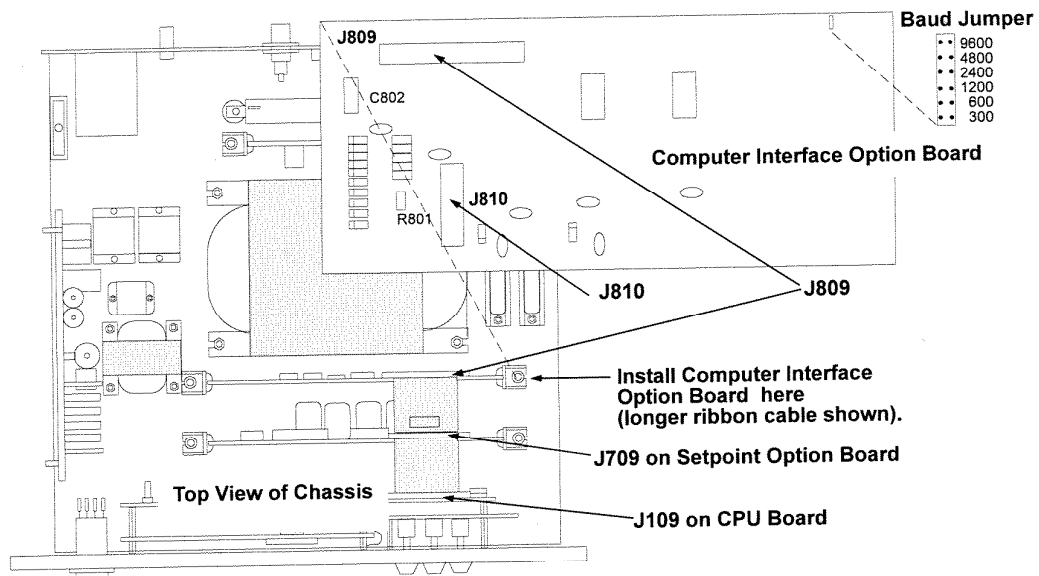 J809
Baud Jumper
9600
4800
2400
1200
600
300
C802
Computer Interface Option Board
J810
R801
J810
J809
Install Computer Interface
Option Board here
(longer ribbon cable shown).
J709 on Setpoint Option Board
Top View of Chassis
J109 on CPU Board